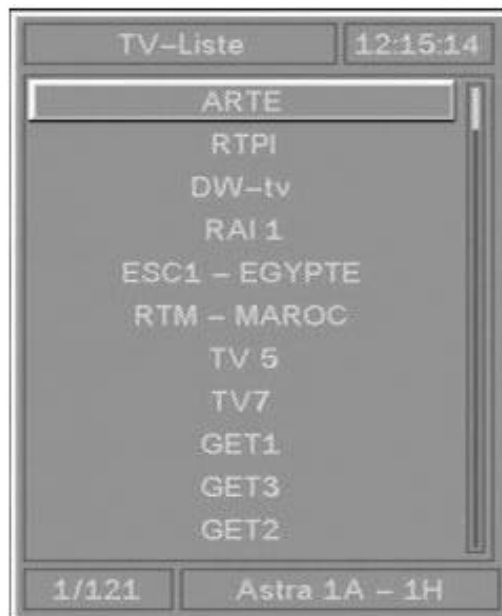 TV-Liste 12:15:14
ARTE
RTPI
DW-tv
RAI 1
ESC1 - EGYPTE
RTM - MAROC
TV 5
TV7
GET1
GET3
GET2
1/121 Astra 1A - 1H